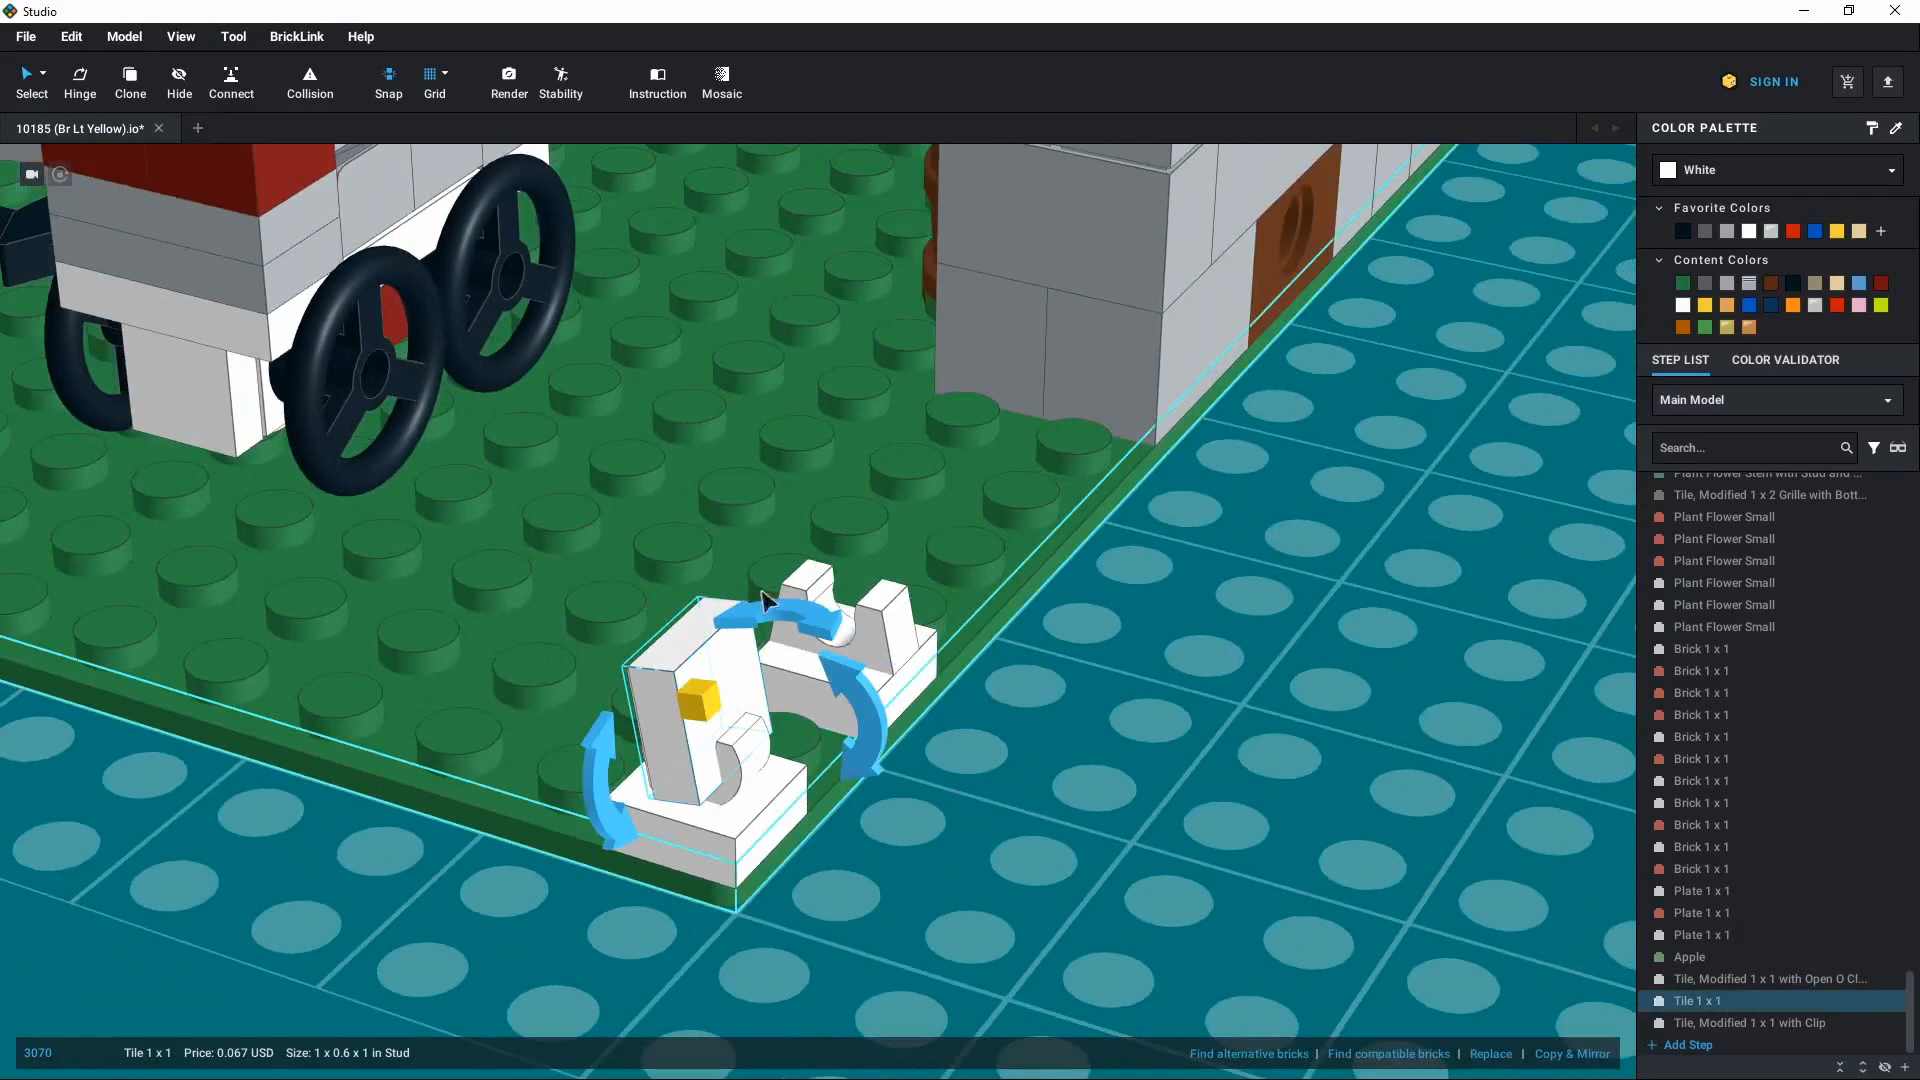 Studio
File Edit Model View Tool BrickLink Help
Select Hinge Clone Hide Connect Collision Snap Grid Render Stability Instruction Mosaic
SIGN IN
10185 (Br Lt Yellow).io*
COLOR PALETTE
White
Favorite Colors
Content Colors
STEP LIST COLOR VALIDATOR
Main Model
Search...
Plant Flower Stem with Stud and ...
Tile, Modified 1 x 2 Grille with Bott...
Plant Flower Small
Plant Flower Small
Plant Flower Small
Plant Flower Small
Plant Flower Small
Plant Flower Small
Brick 1 x 1
Brick 1 x 1
Brick 1 x 1
Brick 1 x 1
Brick 1 x 1
Brick 1 x 1
Brick 1 x 1
Brick 1 x 1
Brick 1 x 1
Brick 1 x 1
Brick 1 x 1
Plate 1 x 1
Plate 1 x 1
Plate 1 x 1
Apple
Tile, Modified 1 x 1 with Open O Cl...
Tile 1 x 1
Tile, Modified 1 x 1 with Clip
+ Add Step
3070 Tile 1 x 1 Price: 0.067 USD Size: 1 x 0.6 x 1 in Stud
Find alternative bricks | Find compatible bricks | Replace | Copy & Mirror